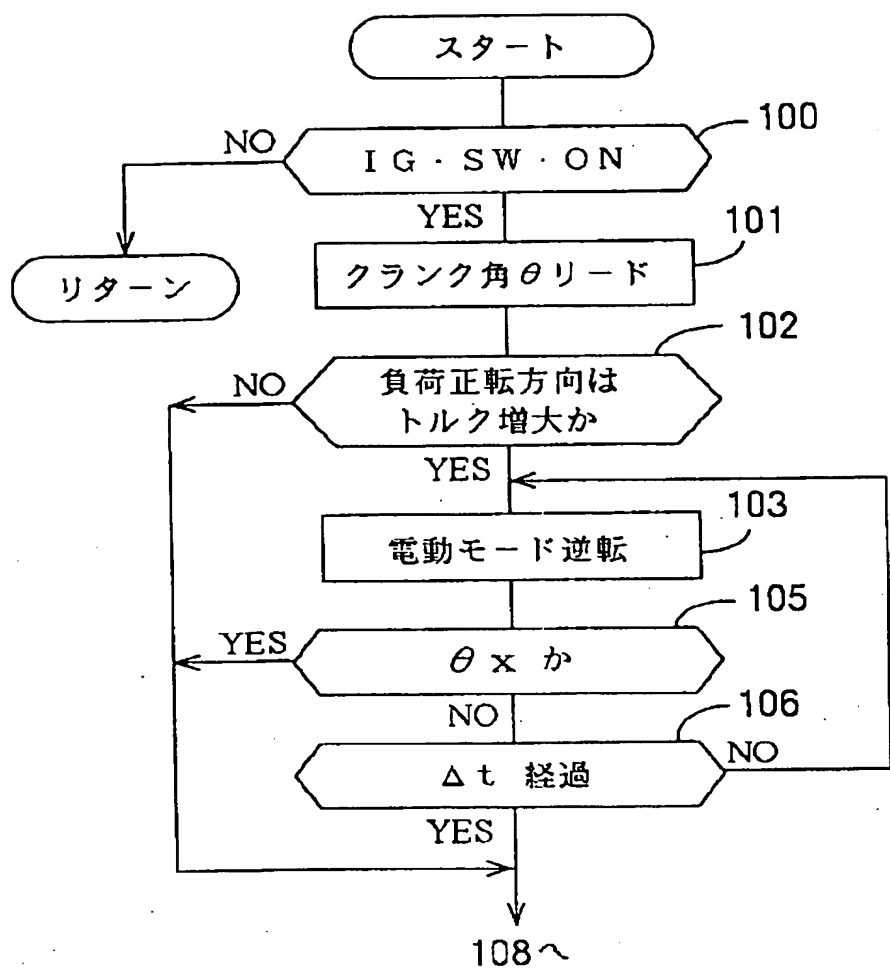 スタート
100
NO
IG・SW・ON
YES
101
クランク角θリード
リターン
102
NO
負荷正転方向は
トルク増大か
YES
103
電動モード逆転
105
YES
θxか
NO
106
Δt 経過
NO
YES
108へ